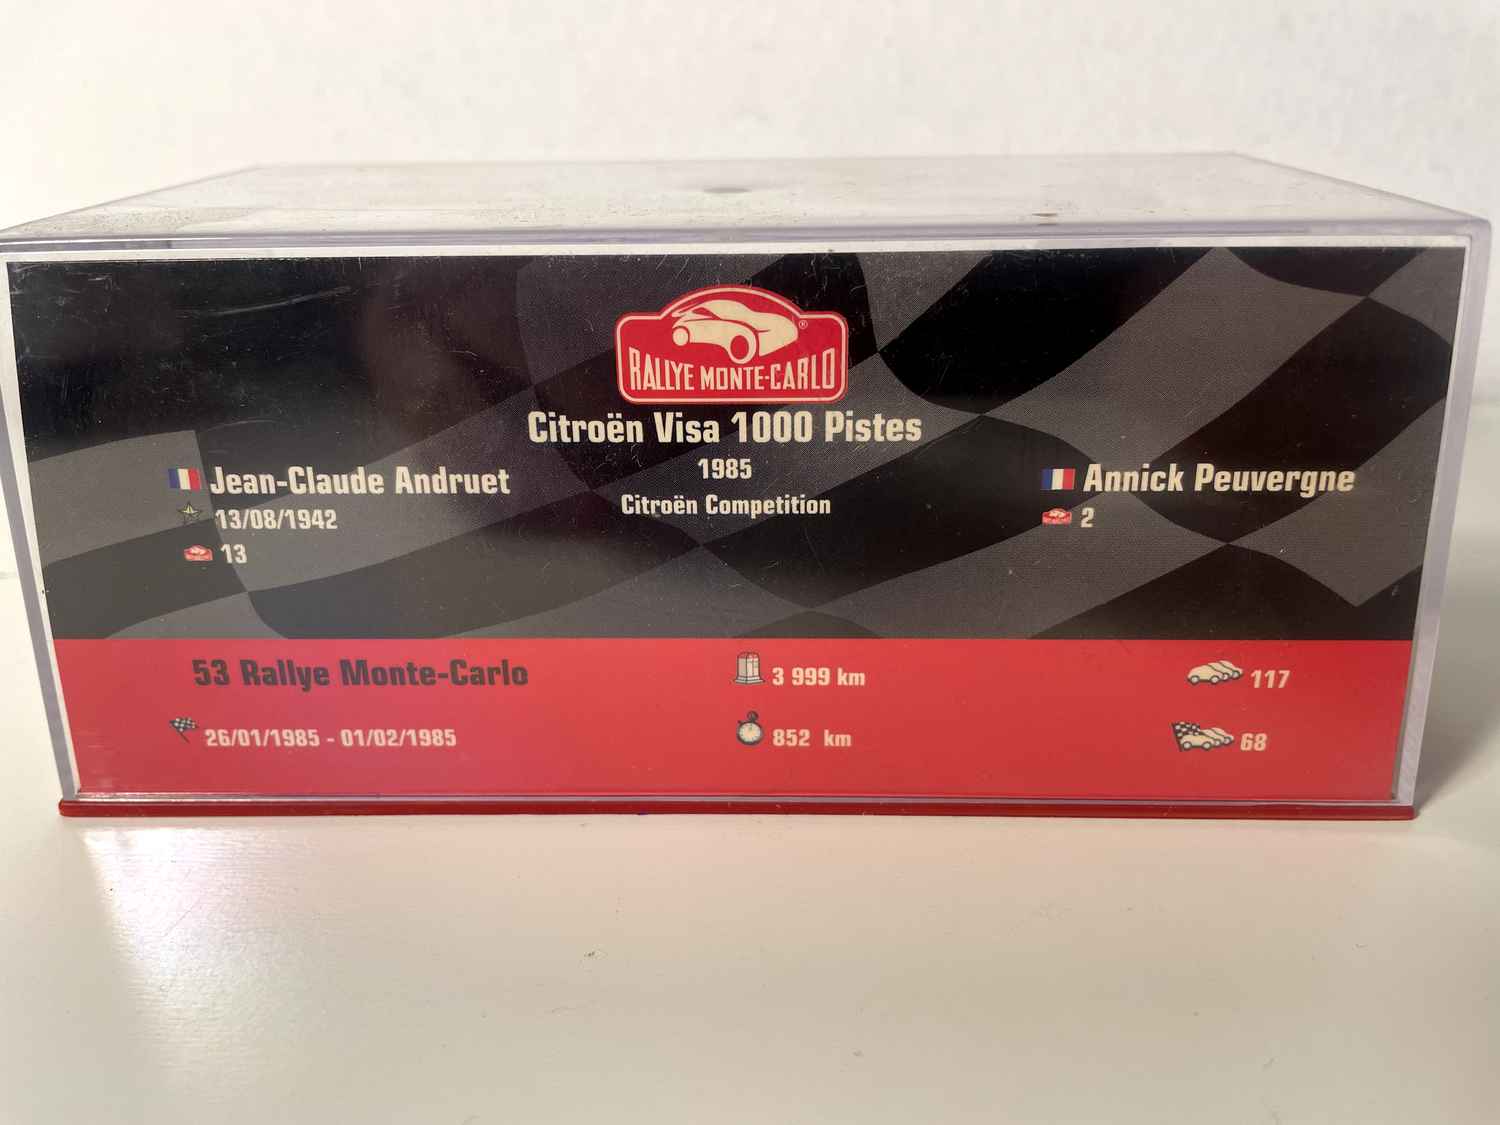 RALLYE MONTE-CARLO ®
Citroën Visa 1000 Pistes
1985
Citroën Competition
Jean-Claude Andruet
13/08/1942
13
Annick Peuvergne
2
53 Rallye Monte-Carlo
26/01/1985 - 01/02/1985
3 999 km
852 km
117
68